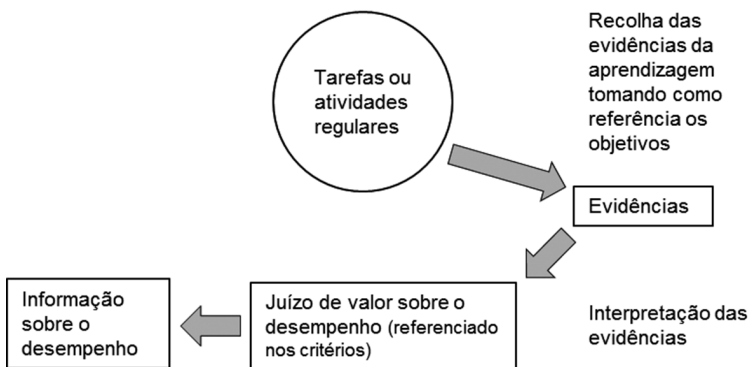 Tarefas ou
atividades
regulares
Recolha das
evidências da
aprendizagem
tomando como
referência os
objetivos
Evidências
Interpretação das
evidências
Juízo de valor sobre o
desempenho (referenciado
nos critérios)
Informação
sobre o
desempenho